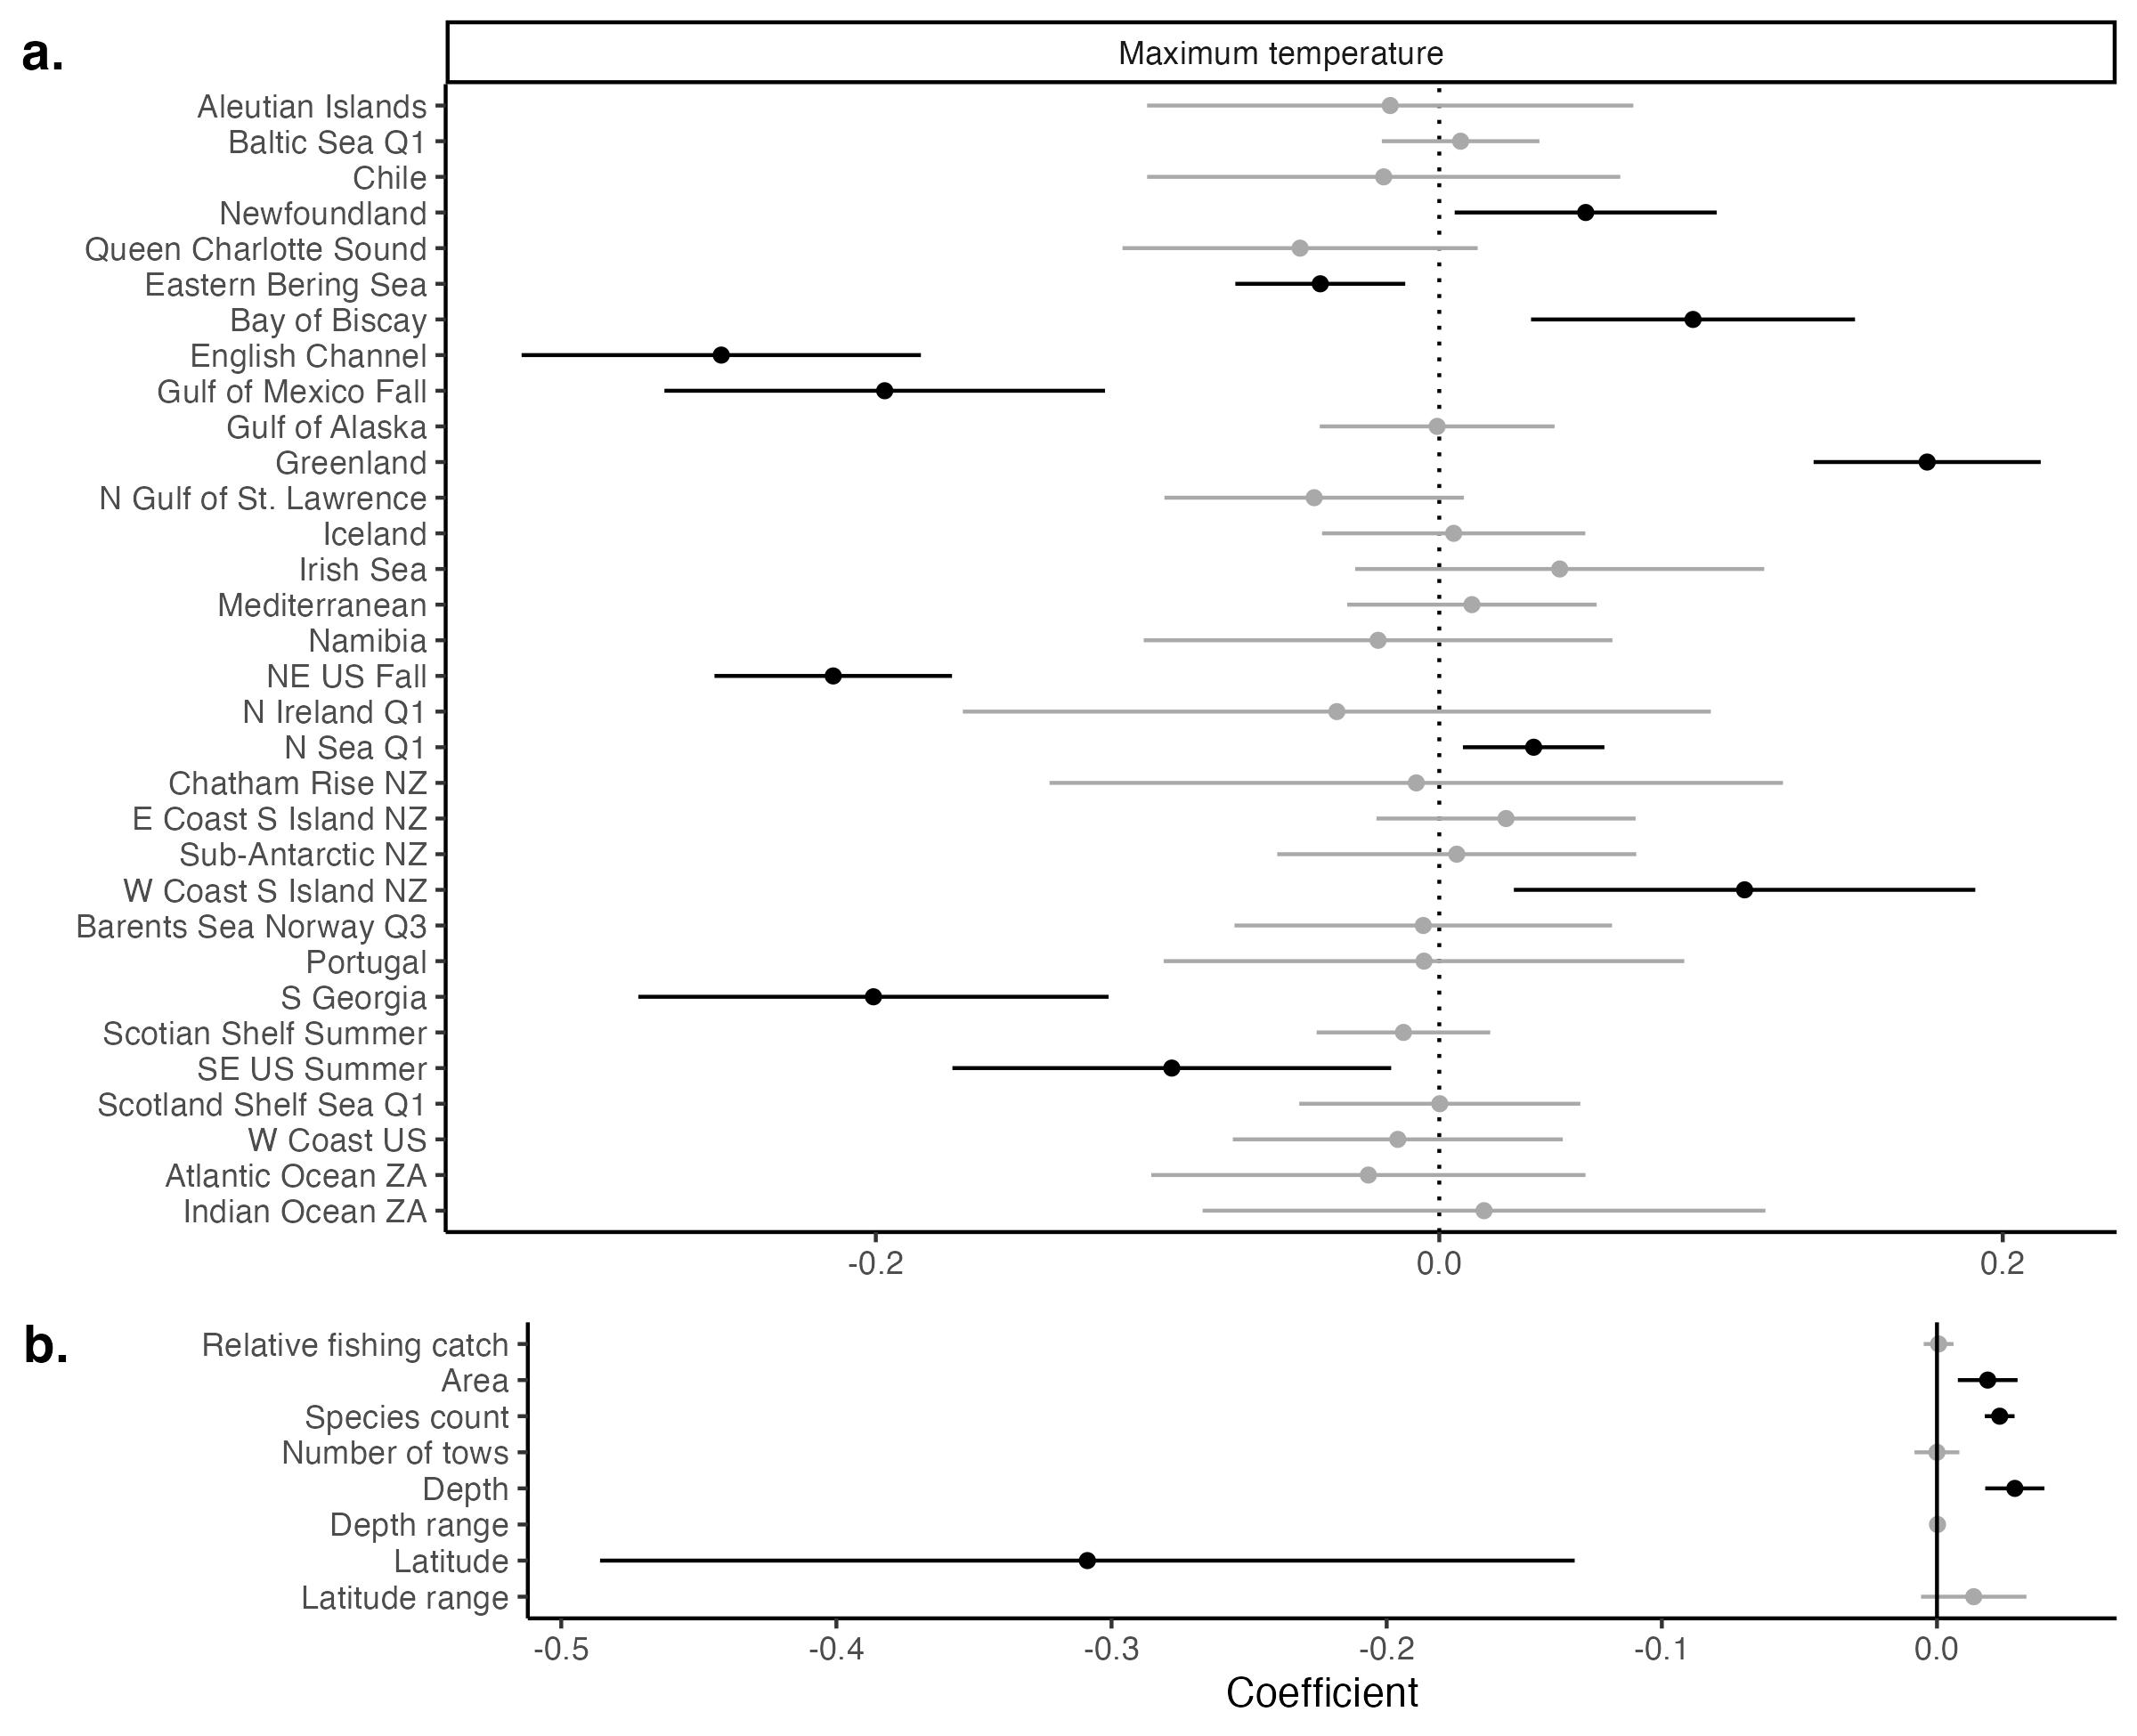 a.
Maximum temperature
Aleutian Islands
Baltic Sea Q1
Chile
Newfoundland
Queen Charlotte Sound
Eastern Bering Sea
Bay of Biscay
English Channel
Gulf of Mexico Fall
Gulf of Alaska
Greenland
N Gulf of St. Lawrence
Iceland
Irish Sea
Mediterranean
Namibia
NE US Fall
N Ireland Q1
N Sea Q1
Chatham Rise NZ
E Coast S Island NZ
Sub-Antarctic NZ
W Coast S Island NZ
Barents Sea Norway Q3
Portugal
S Georgia
Scotian Shelf Summer
SE US Summer
Scotland Shelf Sea Q1
W Coast US
Atlantic Ocean ZA
Indian Ocean ZA
-0.2 0.0 0.2
b.
Relative fishing catch
Area
Species count
Number of tows
Depth
Depth range
Latitude
Latitude range
-0.5 -0.4 -0.3 -0.2 -0.1 0.0
Coefficient